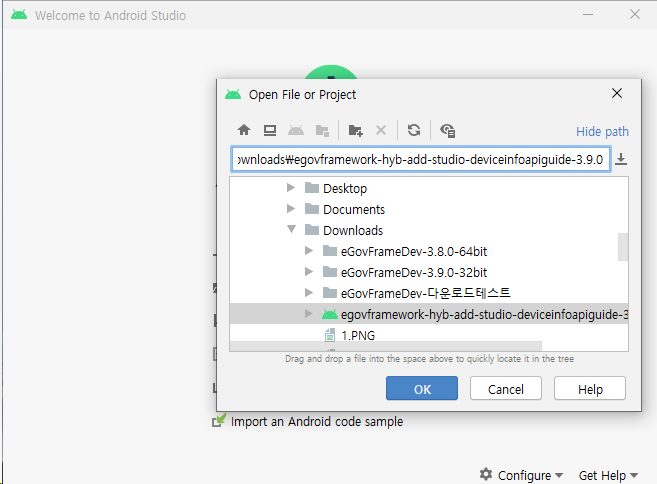 Welcome to Android Studio
Open File or Project
Hide path
ownloads₩egovframework-hyb-add-studio-deviceinfoapiguide-3.9.0
Desktop
Documents
Downloads
eGovFrameDev-3.8.0-64bit
eGovFrameDev-3.9.0-32bit
eGovFrameDev-다운로드테스트
egovframework-hyb-add-studio-deviceinfoapiguide-3
1.PNG
Drag and drop a file into the space above to quickly locate it in the tree
OK
Cancel
Help
Import an Android code sample
Configure
Get Help